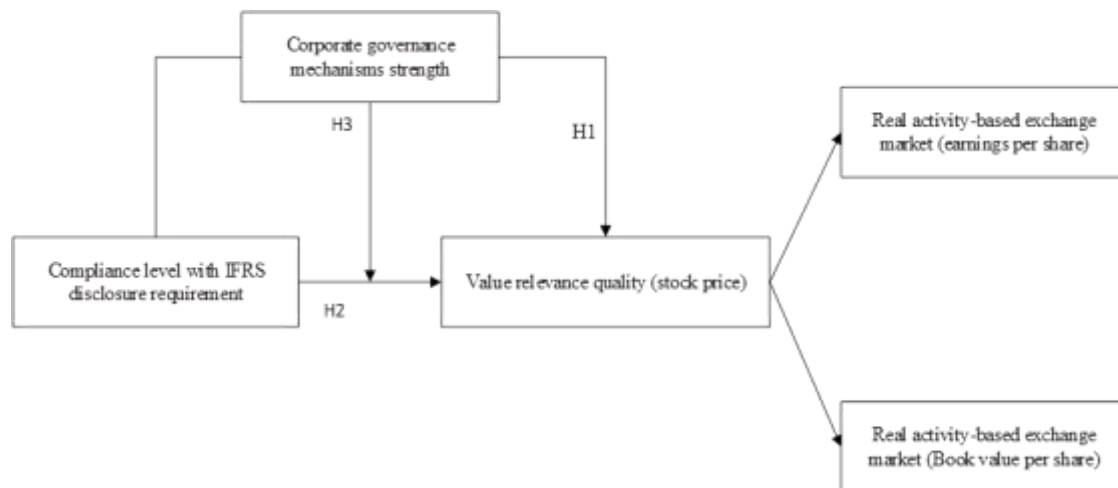 Corporate governance
mechanisms strength
H3
H1
Real activity-based exchange
market (earnings per share)
Compliance level with IFRS
disclosure requirement
H2
Value relevance quality (stock price)
Real activity-based exchange
market (Book value per share)